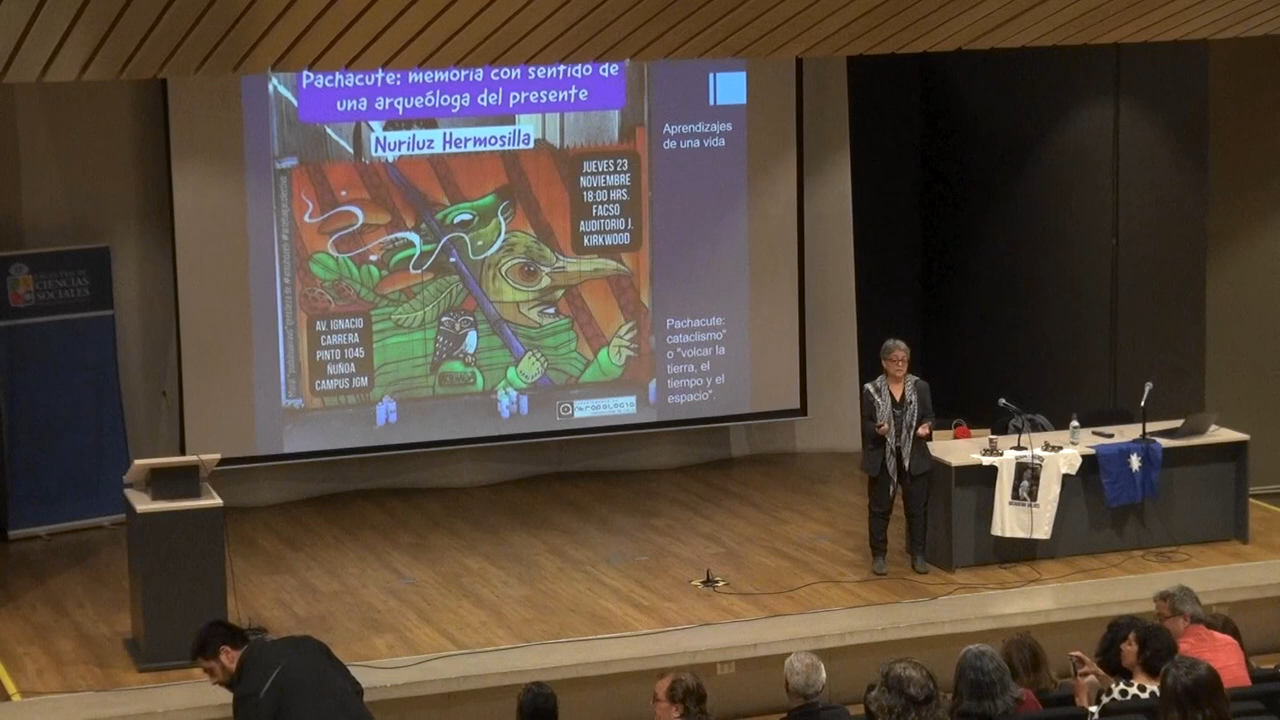 Pachacute: memoria con sentido de
una arqueóloga del presente
Nuriluz Hermosilla
JUEVES 23
NOVIEMBRE
18:00 HRS.
FACSO
AUDITORIO J.
KIRKWOOD
AV. IGNACIO
CARRERA
PINTO 1045
ÑUÑOA
CAMPUS JGM
Aprendizajes
de una vida
Pachacute:
cataclismo"
o "volcar la
tierra, el
tiempo y el
espacio".
CIENCIAS
SOCIALES